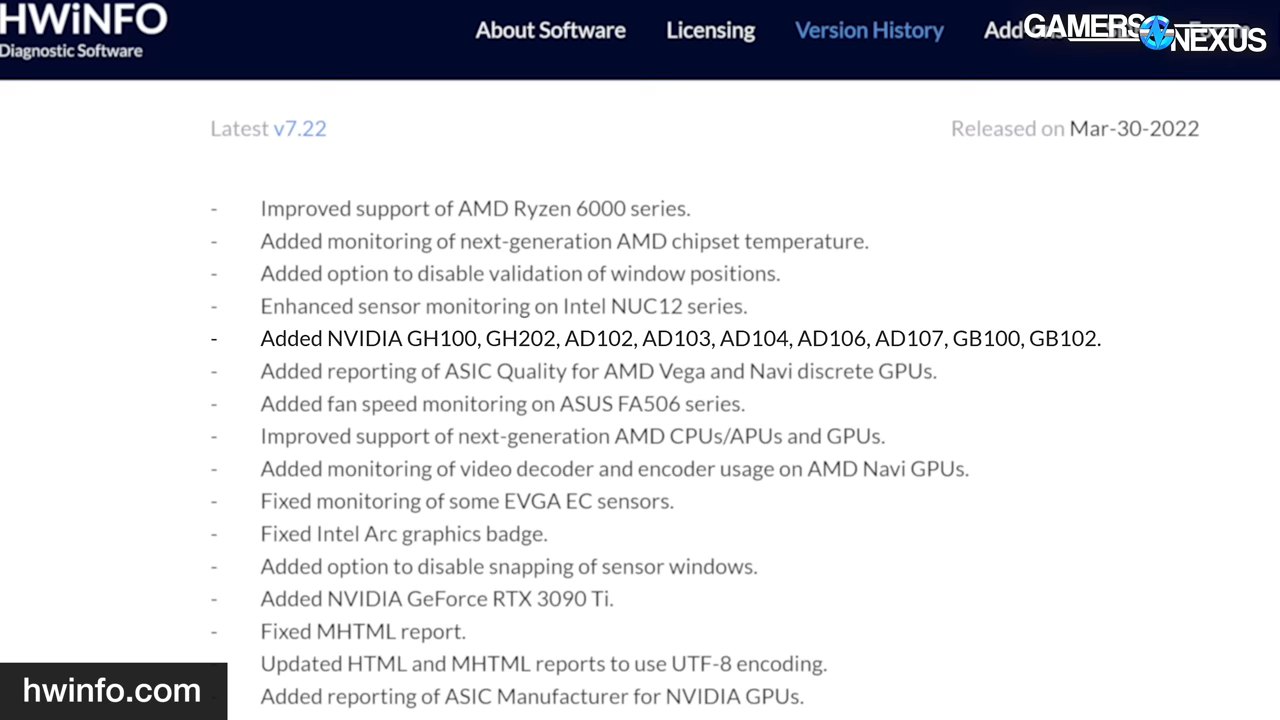 HWiNFO
Diagnostic Software
About Software
Licensing
Version History
GAMERS
NEXUS
Latest v7.22
Released on Mar-30-2022
- Improved support of AMD Ryzen 6000 series.
- Added monitoring of next-generation AMD chipset temperature.
- Added option to disable validation of window positions.
- Enhanced sensor monitoring on Intel NUC12 series.
- Added NVIDIA GH100, GH202, AD102, AD103, AD104, AD106, AD107, GB100, GB102.
- Added reporting of ASIC Quality for AMD Vega and Navi discrete GPUs.
- Added fan speed monitoring on ASUS FA506 series.
- Improved support of next-generation AMD CPUs/APUs and GPUs.
- Added monitoring of video decoder and encoder usage on AMD Navi GPUs.
- Fixed monitoring of some EVGA EC sensors.
- Fixed Intel Arc graphics badge.
- Added option to disable snapping of sensor windows.
- Added NVIDIA GeForce RTX 3090 Ti.
- Fixed MHTML report.
Updated HTML and MHTML reports to use UTF-8 encoding.
Added reporting of ASIC Manufacturer for NVIDIA GPUs.
hwinfo.com